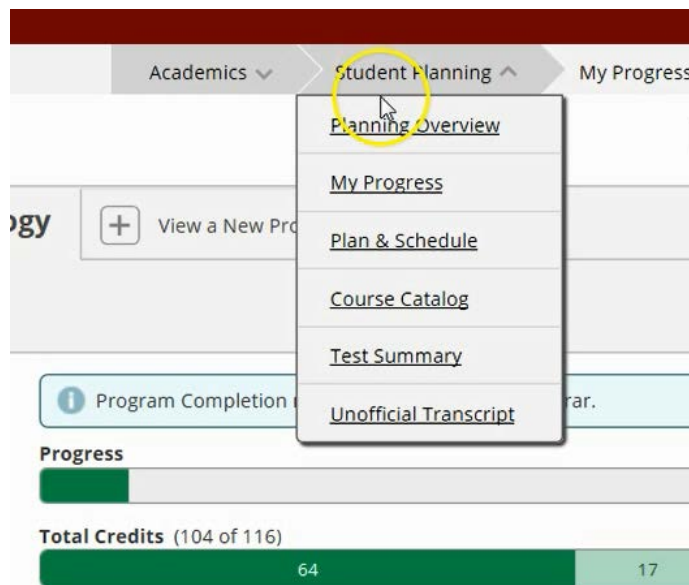 Academics Student Planning My Progress
Planning Overview
My Progress
ogy View a New Pro
Plan & Schedule
Course Catalog
Test Summary
Program Completion rar.
Unofficial Transcript
Progress
Total Credits (104 of 116)
64 17